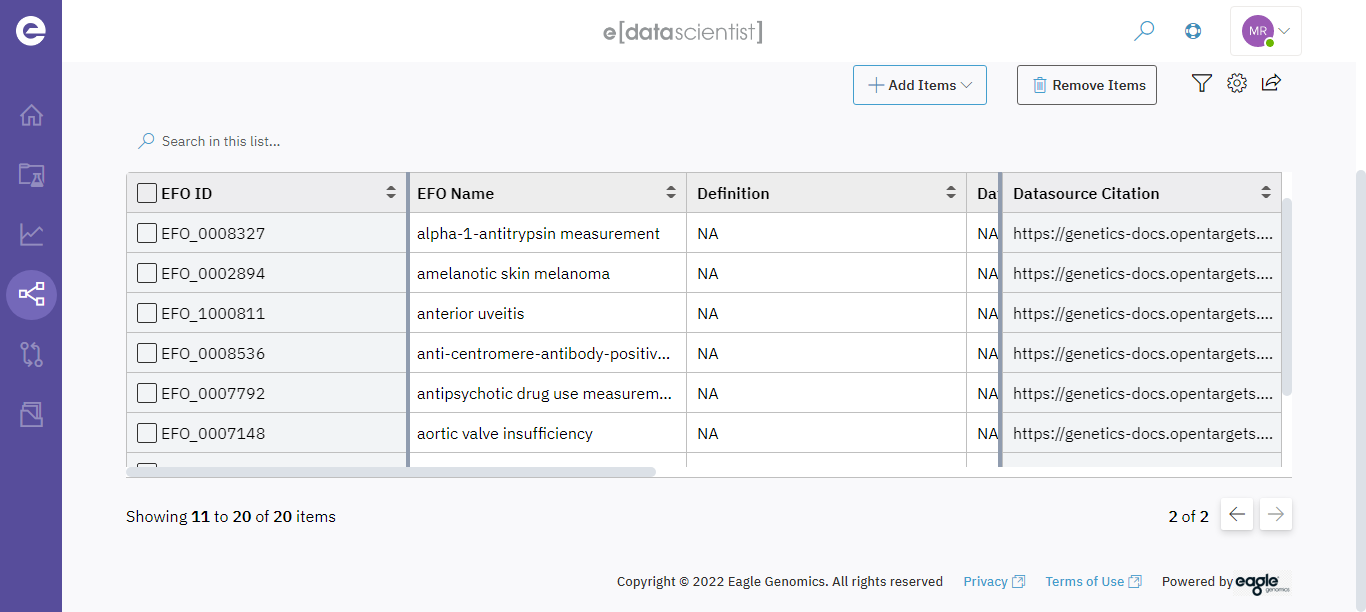 e[datascientist]
MR
Add Items
Remove Items
Search in this list...
EFO ID EFO Name Definition Da Datasource Citation
EFO_0008327 alpha-1-antitrypsin measurement NA NA https://genetics-docs.opentargets....
EFO_0002894 amelanotic skin melanoma NA NA https://genetics-docs.opentargets....
EFO_1000811 anterior uveitis NA NA https://genetics-docs.opentargets....
EFO_0008536 anti-centromere-antibody-positiv... NA NA https://genetics-docs.opentargets....
EFO_0007792 antipsychotic drug use measurem... NA NA https://genetics-docs.opentargets....
EFO_0007148 aortic valve insufficiency NA NA https://genetics-docs.opentargets....
Showing 11 to 20 of 20 items 2 of 2
Copyright © 2022 Eagle Genomics. All rights reserved Privacy Terms of Use Powered by eagle genomics